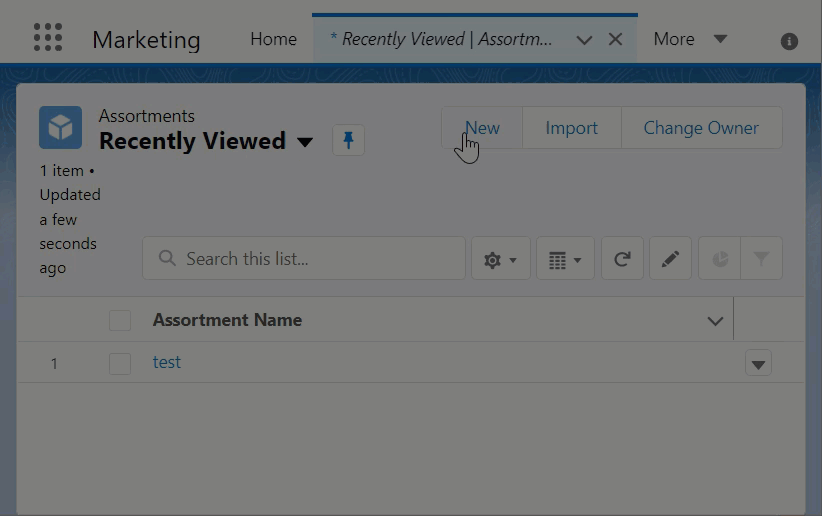 Marketing
Home
* Recently Viewed | Assortm...
More
Assortments
Recently Viewed
New
Import
Change Owner
1 item •
Updated
a few
seconds
ago
Search this list...
Assortment Name
1
test